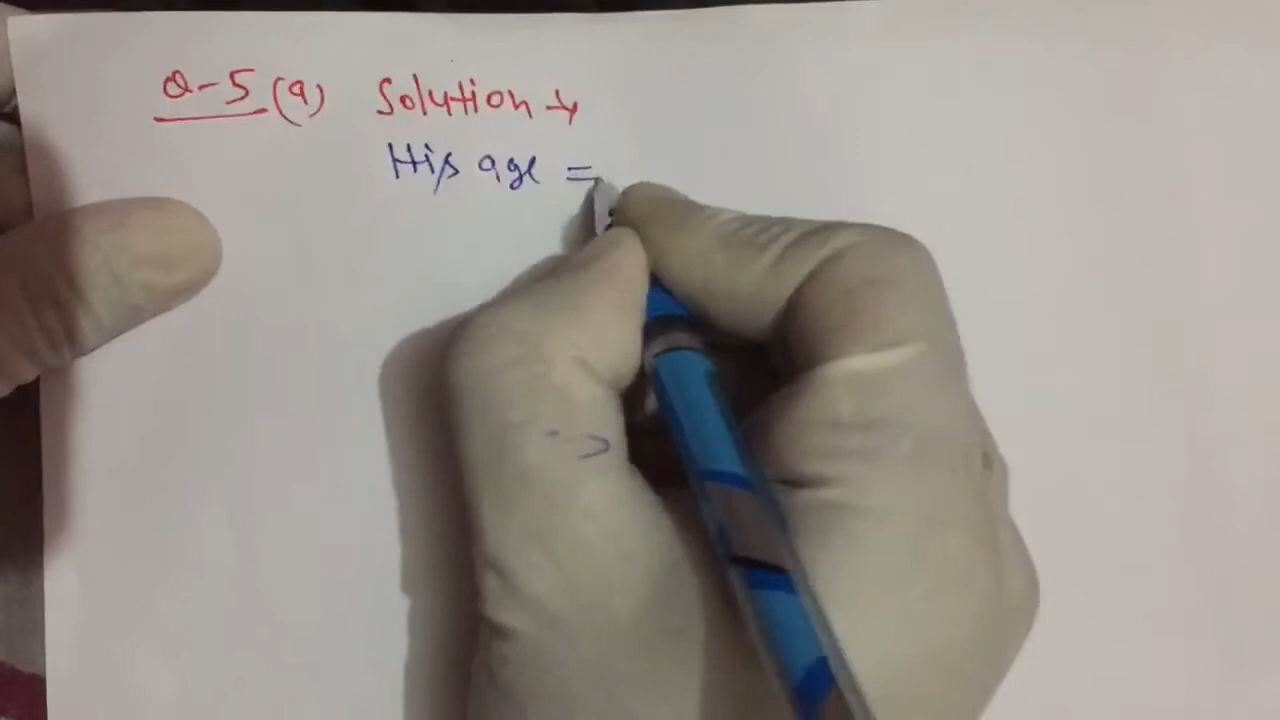 Q-5 (a) Solution →
His age =